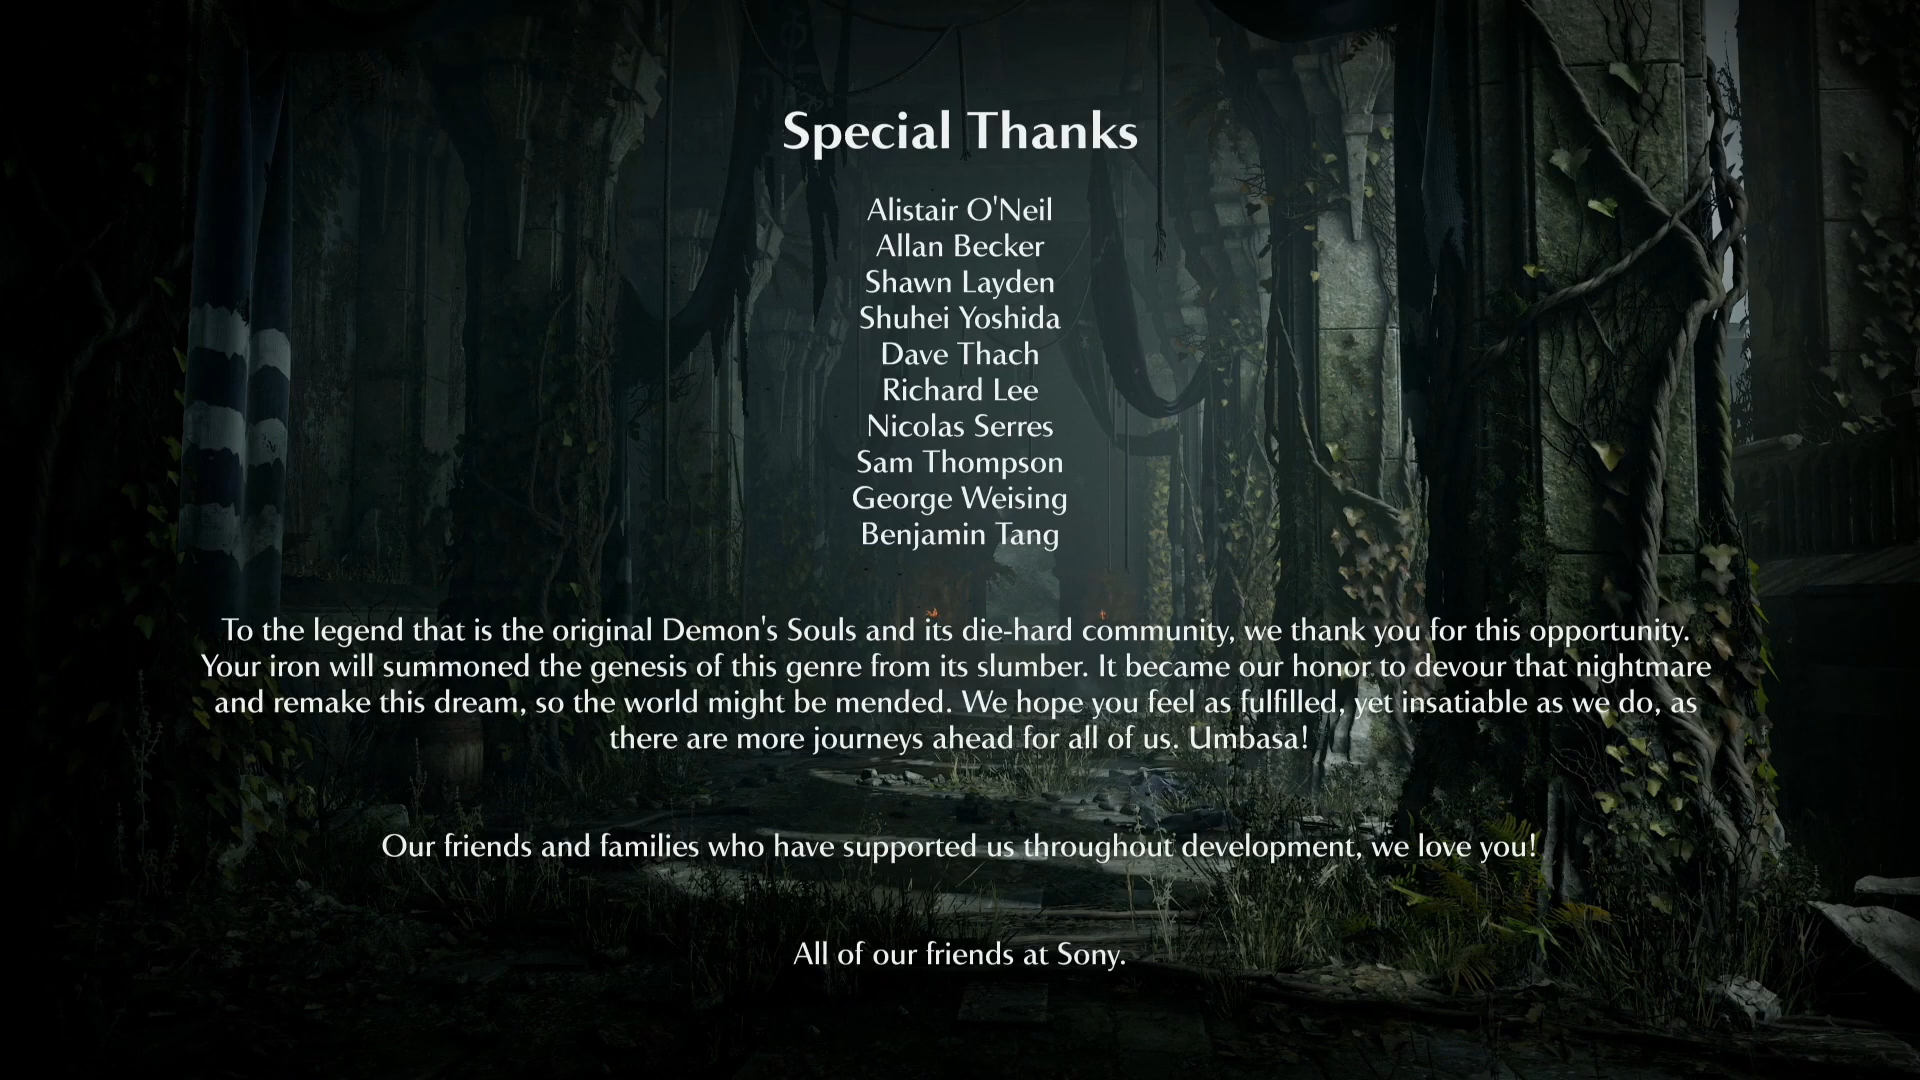 Special Thanks
Alistair O'Neil
Allan Becker
Shawn Layden
Shuhei Yoshida
Dave Thach
Richard Lee
Nicolas Serres
Sam Thompson
George Weising
Benjamin Tang
To the legend that is the original Demon's Souls and its die-hard community, we thank you for this opportunity.
Your iron will summoned the genesis of this genre from its slumber. It became our honor to devour that nightmare
and remake this dream, so the world might be mended. We hope you feel as fulfilled, yet insatiable as we do, as
there are more journeys ahead for all of us. Umbasa!
Our friends and families who have supported us throughout development, we love you!
All of our friends at Sony.